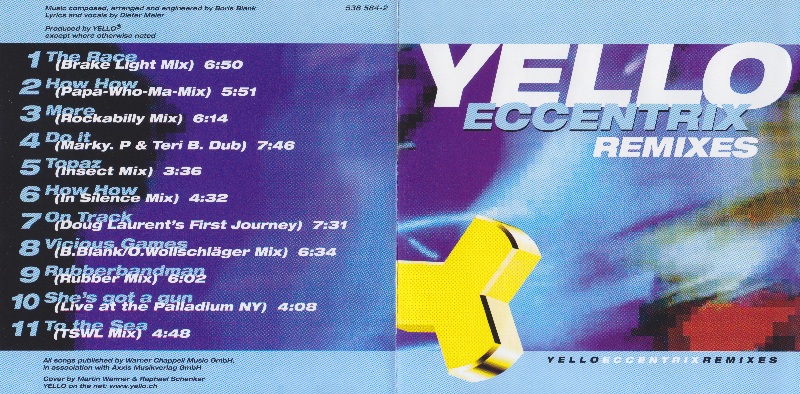 Music composed, arranged and engineered by Boris Blank
Lyrics and vocals by Dieter Meier
538 584-2
Produced by YELLO
except where otherwise noted
1 The Race
(Brake Light Mix) 6:50
2 How How
(Papa-Who-Ma-Mix) 5:51
3 More
(Rockabilly Mix) 6:14
4 Do it
(Marky. P & Teri B. Dub) 7:46
5 Topaz
(Insect Mix) 3:36
6 How How
(In Silence Mix) 4:32
7 On Track
(Doug Laurent's First Journey) 7:31
8 Vicious Games
(B.Blank/O.Wollschläger Mix) 6:34
9 Rubberbandman
(Rubber Mix) 6:02
10 She's got a gun
(Live at the Palladium NY) 4:08
11 To the Sea
(TSWL Mix) 4:48
All songs published by Warner Chappell Music GmbH,
in association with Axxis Musikverlag GmbH
Cover by Martin Wanner & Raphael Schenker
YELLO on the net: www.yello.ch
YELLO
ECCENTRIX
REMIXES
YELLOECCENTRIXREMIXES